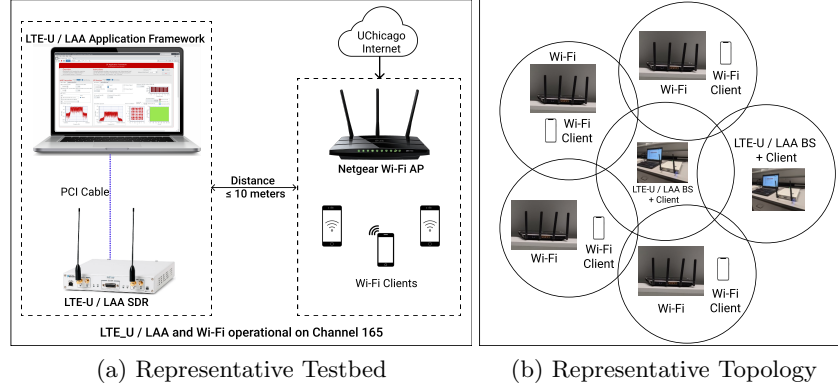 LTE-U / LAA Application Framework
UChicago
Internet
PCI Cable
Distance
≤ 10 meters
Netgear Wi-Fi AP
LTE-U / LAA SDR
Wi-Fi Clients
LTE_U / LAA and Wi-Fi operational on Channel 165
(a) Representative Testbed
Wi-Fi
Wi-Fi
Client
Wi-Fi
Wi-Fi
Client
LTE-U / LAA BS
+ Client
LTE-U / LAA BS
+ Client
Wi-Fi
Wi-Fi
Client
Wi-Fi
Wi-Fi
Client
(b) Representative Topology